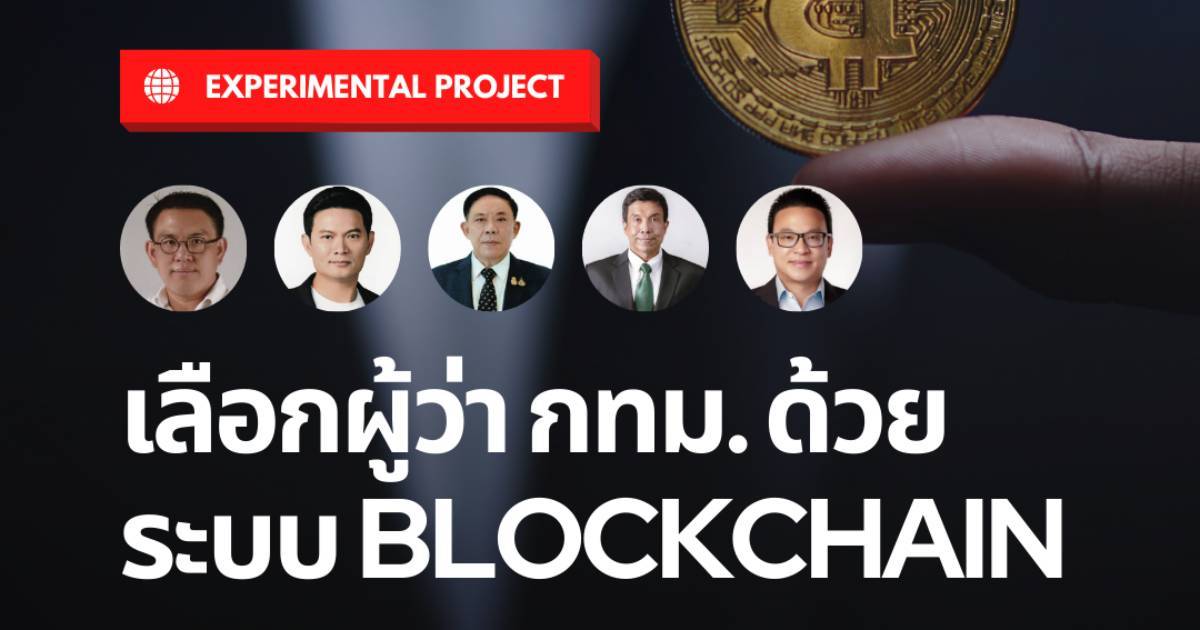 EXPERIMENTAL PROJECT
เลือกผู้ว่า กทม. ด้วย
ระบบ BLOCKCHAIN